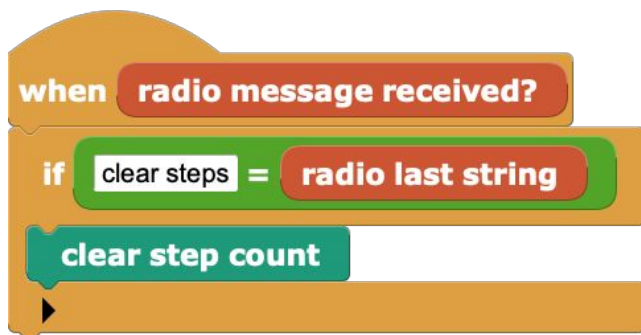 when radio message received?
if clear steps = radio last string
clear step count